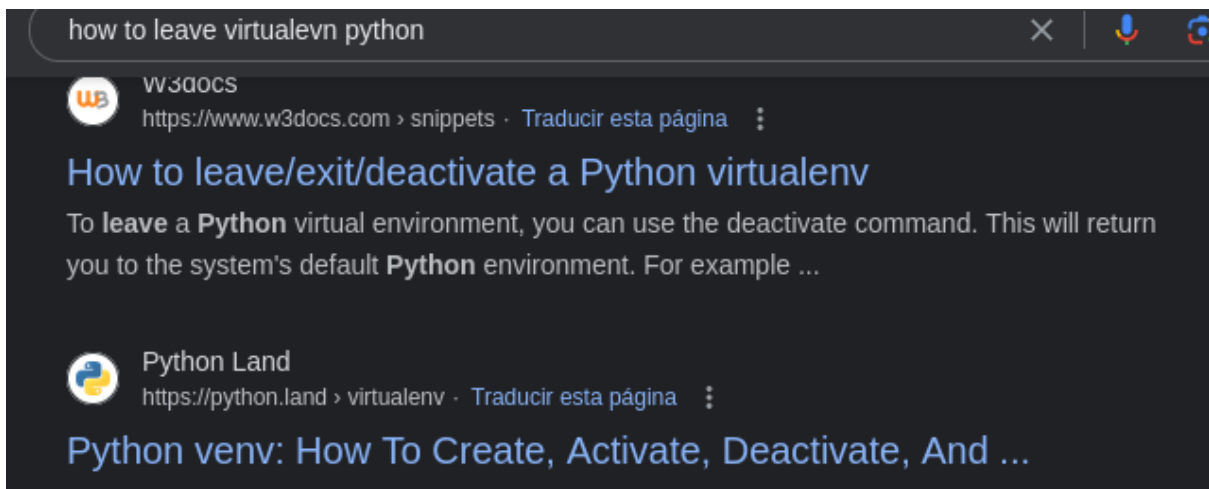 how to leave virtualevn python
W3docs
https://www.w3docs.com › snippets · Traducir esta página
How to leave/exit/deactivate a Python virtualenv
To leave a Python virtual environment, you can use the deactivate command. This will return
you to the system's default Python environment. For example ...
Python Land
https://python.land › virtualenv · Traducir esta página
Python venv: How To Create, Activate, Deactivate, And ...